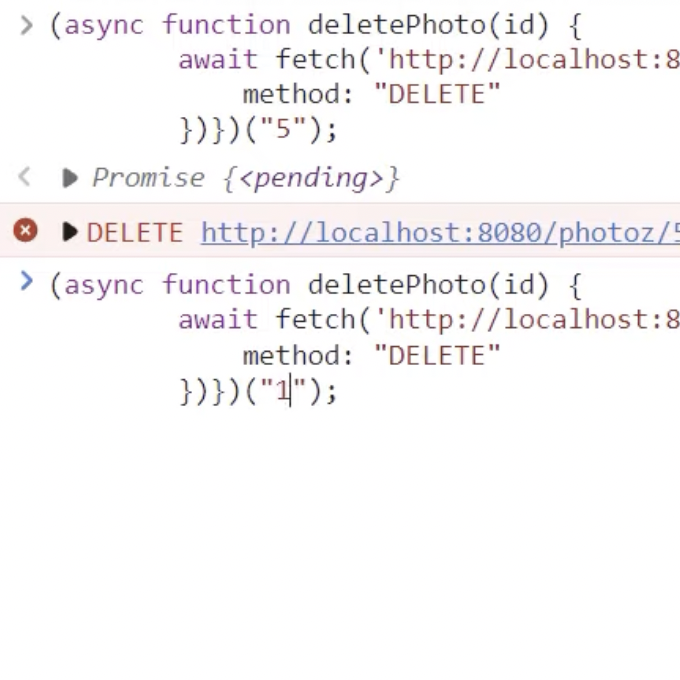 (async function deletePhoto(id) {
await fetch('http://localhost:8
method: "DELETE"
})})("5");
Promise {<pending>}
DELETE http://localhost:8080/photoz/5
(async function deletePhoto(id) {
await fetch('http://localhost:8
method: "DELETE"
})})("1");